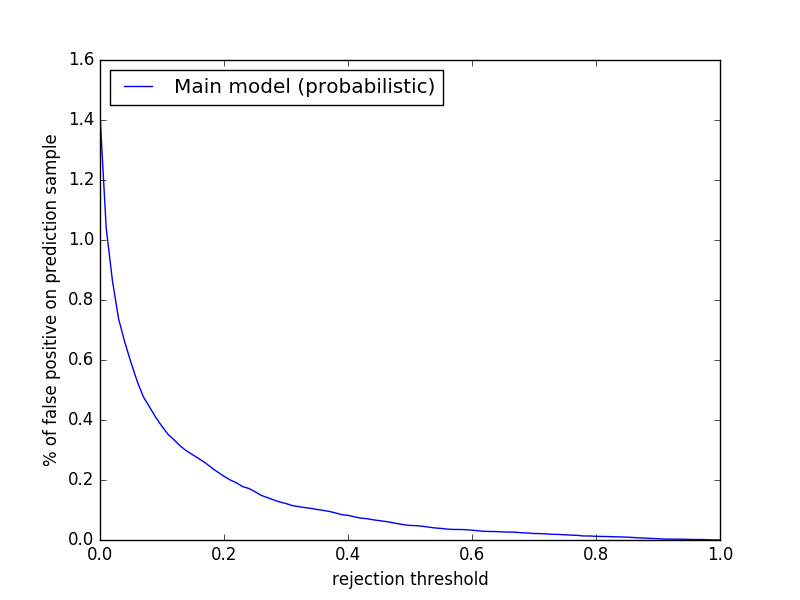 Main model (probabilistic)
% of false positive on prediction sample
1.6
1.4
1.2
1.0
0.8
0.6
0.4
0.2
0.0
0.0 0.2 0.4 0.6 0.8 1.0
rejection threshold